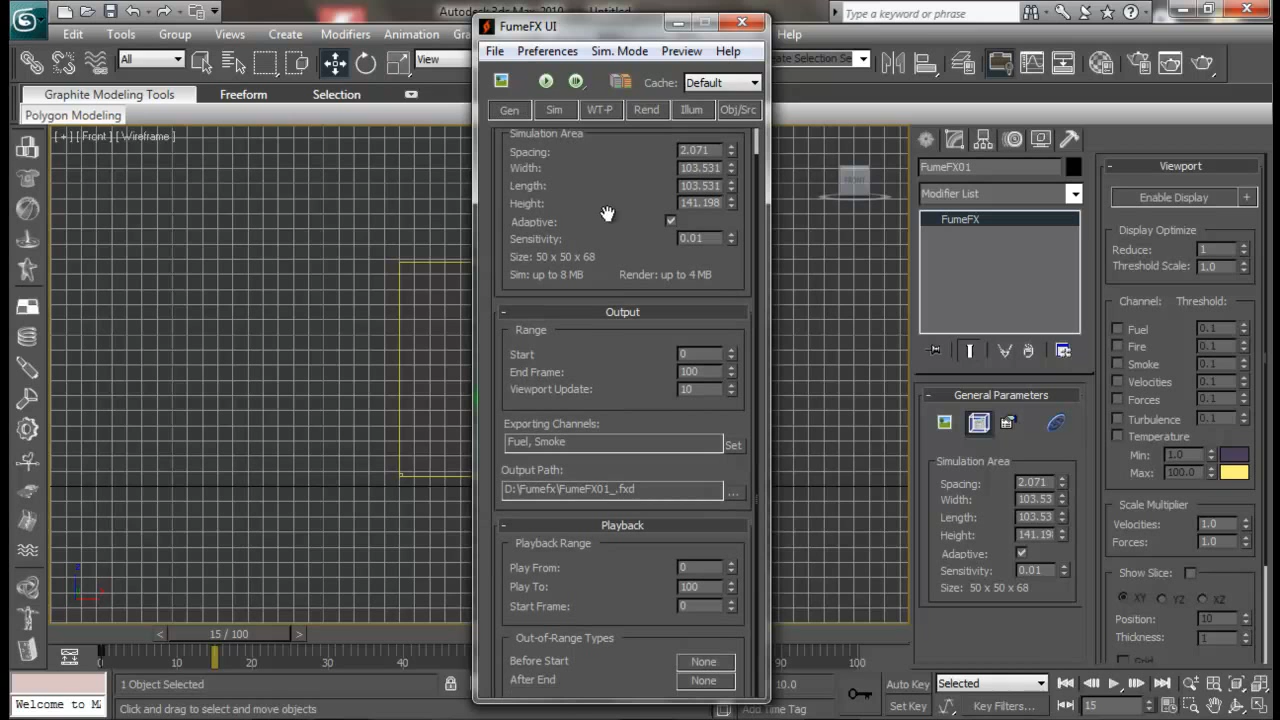 Autodesk 3ds Max 2010
Untitled
Type a keyword or phrase
FumeFX UI
Edit Tools Group Views Create Modifiers Animation
Help
File Preferences Sim. Mode Preview Help
All
View
Cache: Default
Graphite Modeling Tools Freeform Selection
Polygon Modeling
Gen Sim WT-P Rend Illum Obj/Src
[ + ] [ Front ] [ Wireframe ]
FRONT
Simulation Area
Spacing: 2.071
Width: 103.531
Length: 103.531
Height: 141.198
Adaptive:
Sensitivity: 0.01
Size: 50 x 50 x 68
Sim: up to 8 MB Render: up to 4 MB
- Output
Range
Start 0
End Frame: 100
Viewport Update: 10
Exporting Channels:
Fuel, Smoke Set
Output Path:
D:\Fumefx\FumeFX01_.fxd ...
- Playback
Playback Range
Play From: 0
Play To: 100
Start Frame: 0
Out-of-Range Types
Before Start None
After End None
FumeFX01
Modifier List
FumeFX
- General Parameters
Simulation Area
Spacing: 2.071
Width: 103.53
Length: 103.53
Height: 141.19
Adaptive:
Sensitivity: 0.01
Size: 50 x 50 x 68
- Viewport
Enable Display +
Display Optimize
Reduce: 1
Threshold Scale: 1.0
Channel: Threshold:
Fuel 0.1
Fire 0.1
Smoke 0.1
Velocities 0.1
Forces 0.1
Turbulence 0.1
Temperature
Min: 1.0
Max: 100.0
Scale Multiplier
Velocities: 1.0
Forces: 1.0
Show Slice:
XY YZ XZ
Position: 10
Thickness: 1
< 15 / 100 >
0 10 20 30 40
100
1 Object Selected
10.0
Auto Key Selected
Welcome to MA
Click and drag to select and move objects
Add Time Tag
Set Key Key Filters... 15